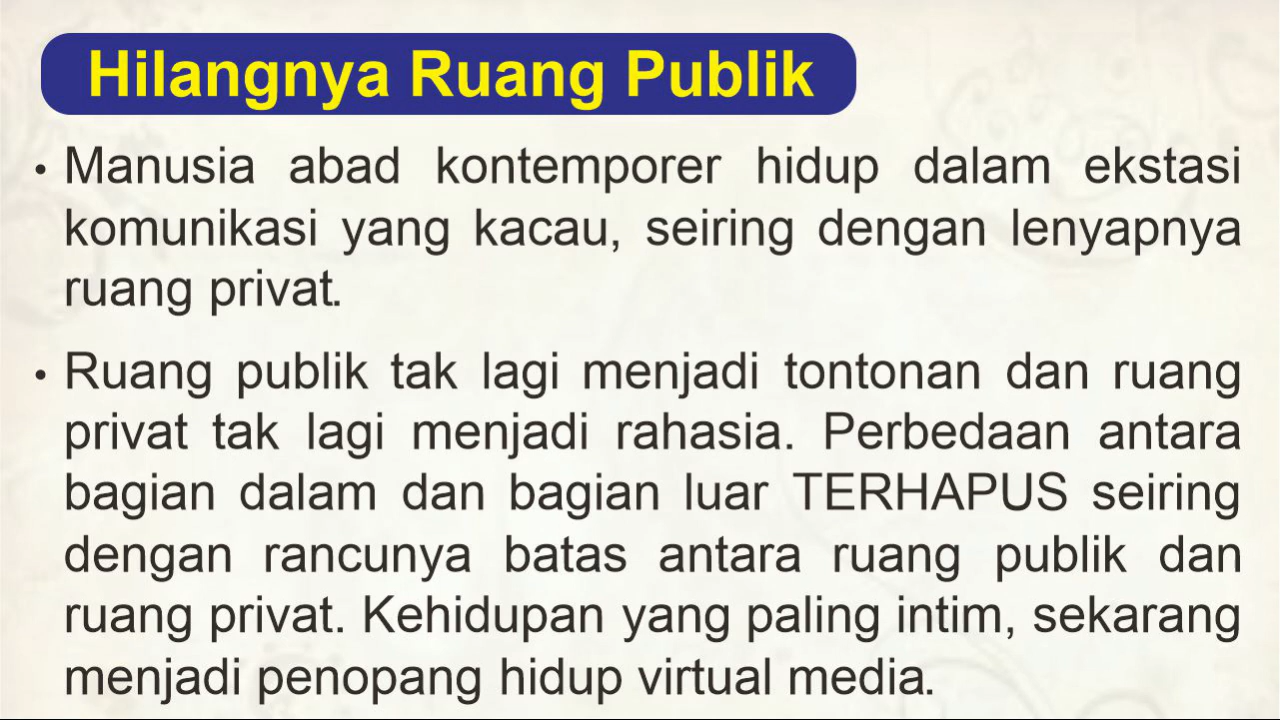 Hilangnya Ruang Publik
• Manusia abad kontemporer hidup dalam ekstasi
komunikasi yang kacau, seiring dengan lenyapnya
ruang privat.
• Ruang publik tak lagi menjadi tontonan dan ruang
privat tak lagi menjadi rahasia. Perbedaan antara
bagian dalam dan bagian luar TERHAPUS seiring
dengan rancunya batas antara ruang publik dan
ruang privat. Kehidupan yang paling intim, sekarang
menjadi penopang hidup virtual media.